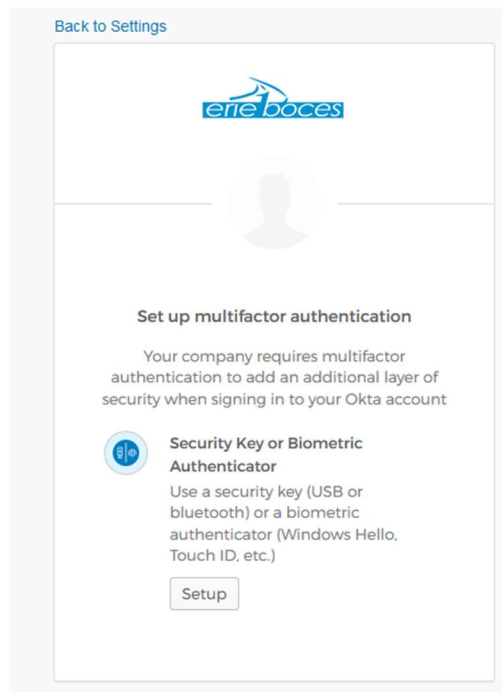 Back to Settings
erie 1 boces
Set up multifactor authentication
Your company requires multifactor
authentication to add an additional layer of
security when signing in to your Okta account
Security Key or Biometric
Authenticator
Use a security key (USB or
bluetooth) or a biometric
authenticator (Windows Hello,
Touch ID, etc.)
Setup